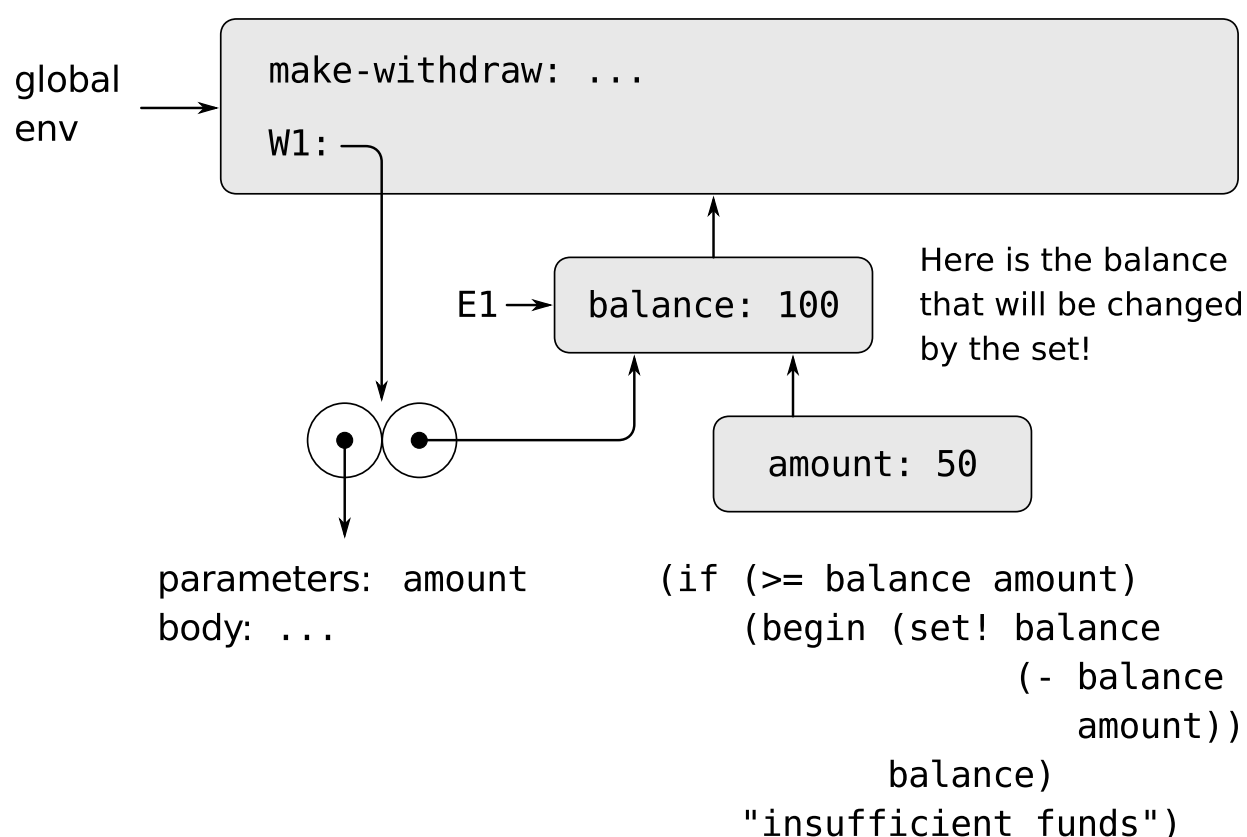 global
env
make-withdraw: ...
W1:
E1
balance: 100
Here is the balance
that will be changed
by the set!
amount: 50
parameters: amount
body: ...
(if (>= balance amount)
(begin (set! balance
(- balance
amount))
balance)
"insufficient funds")